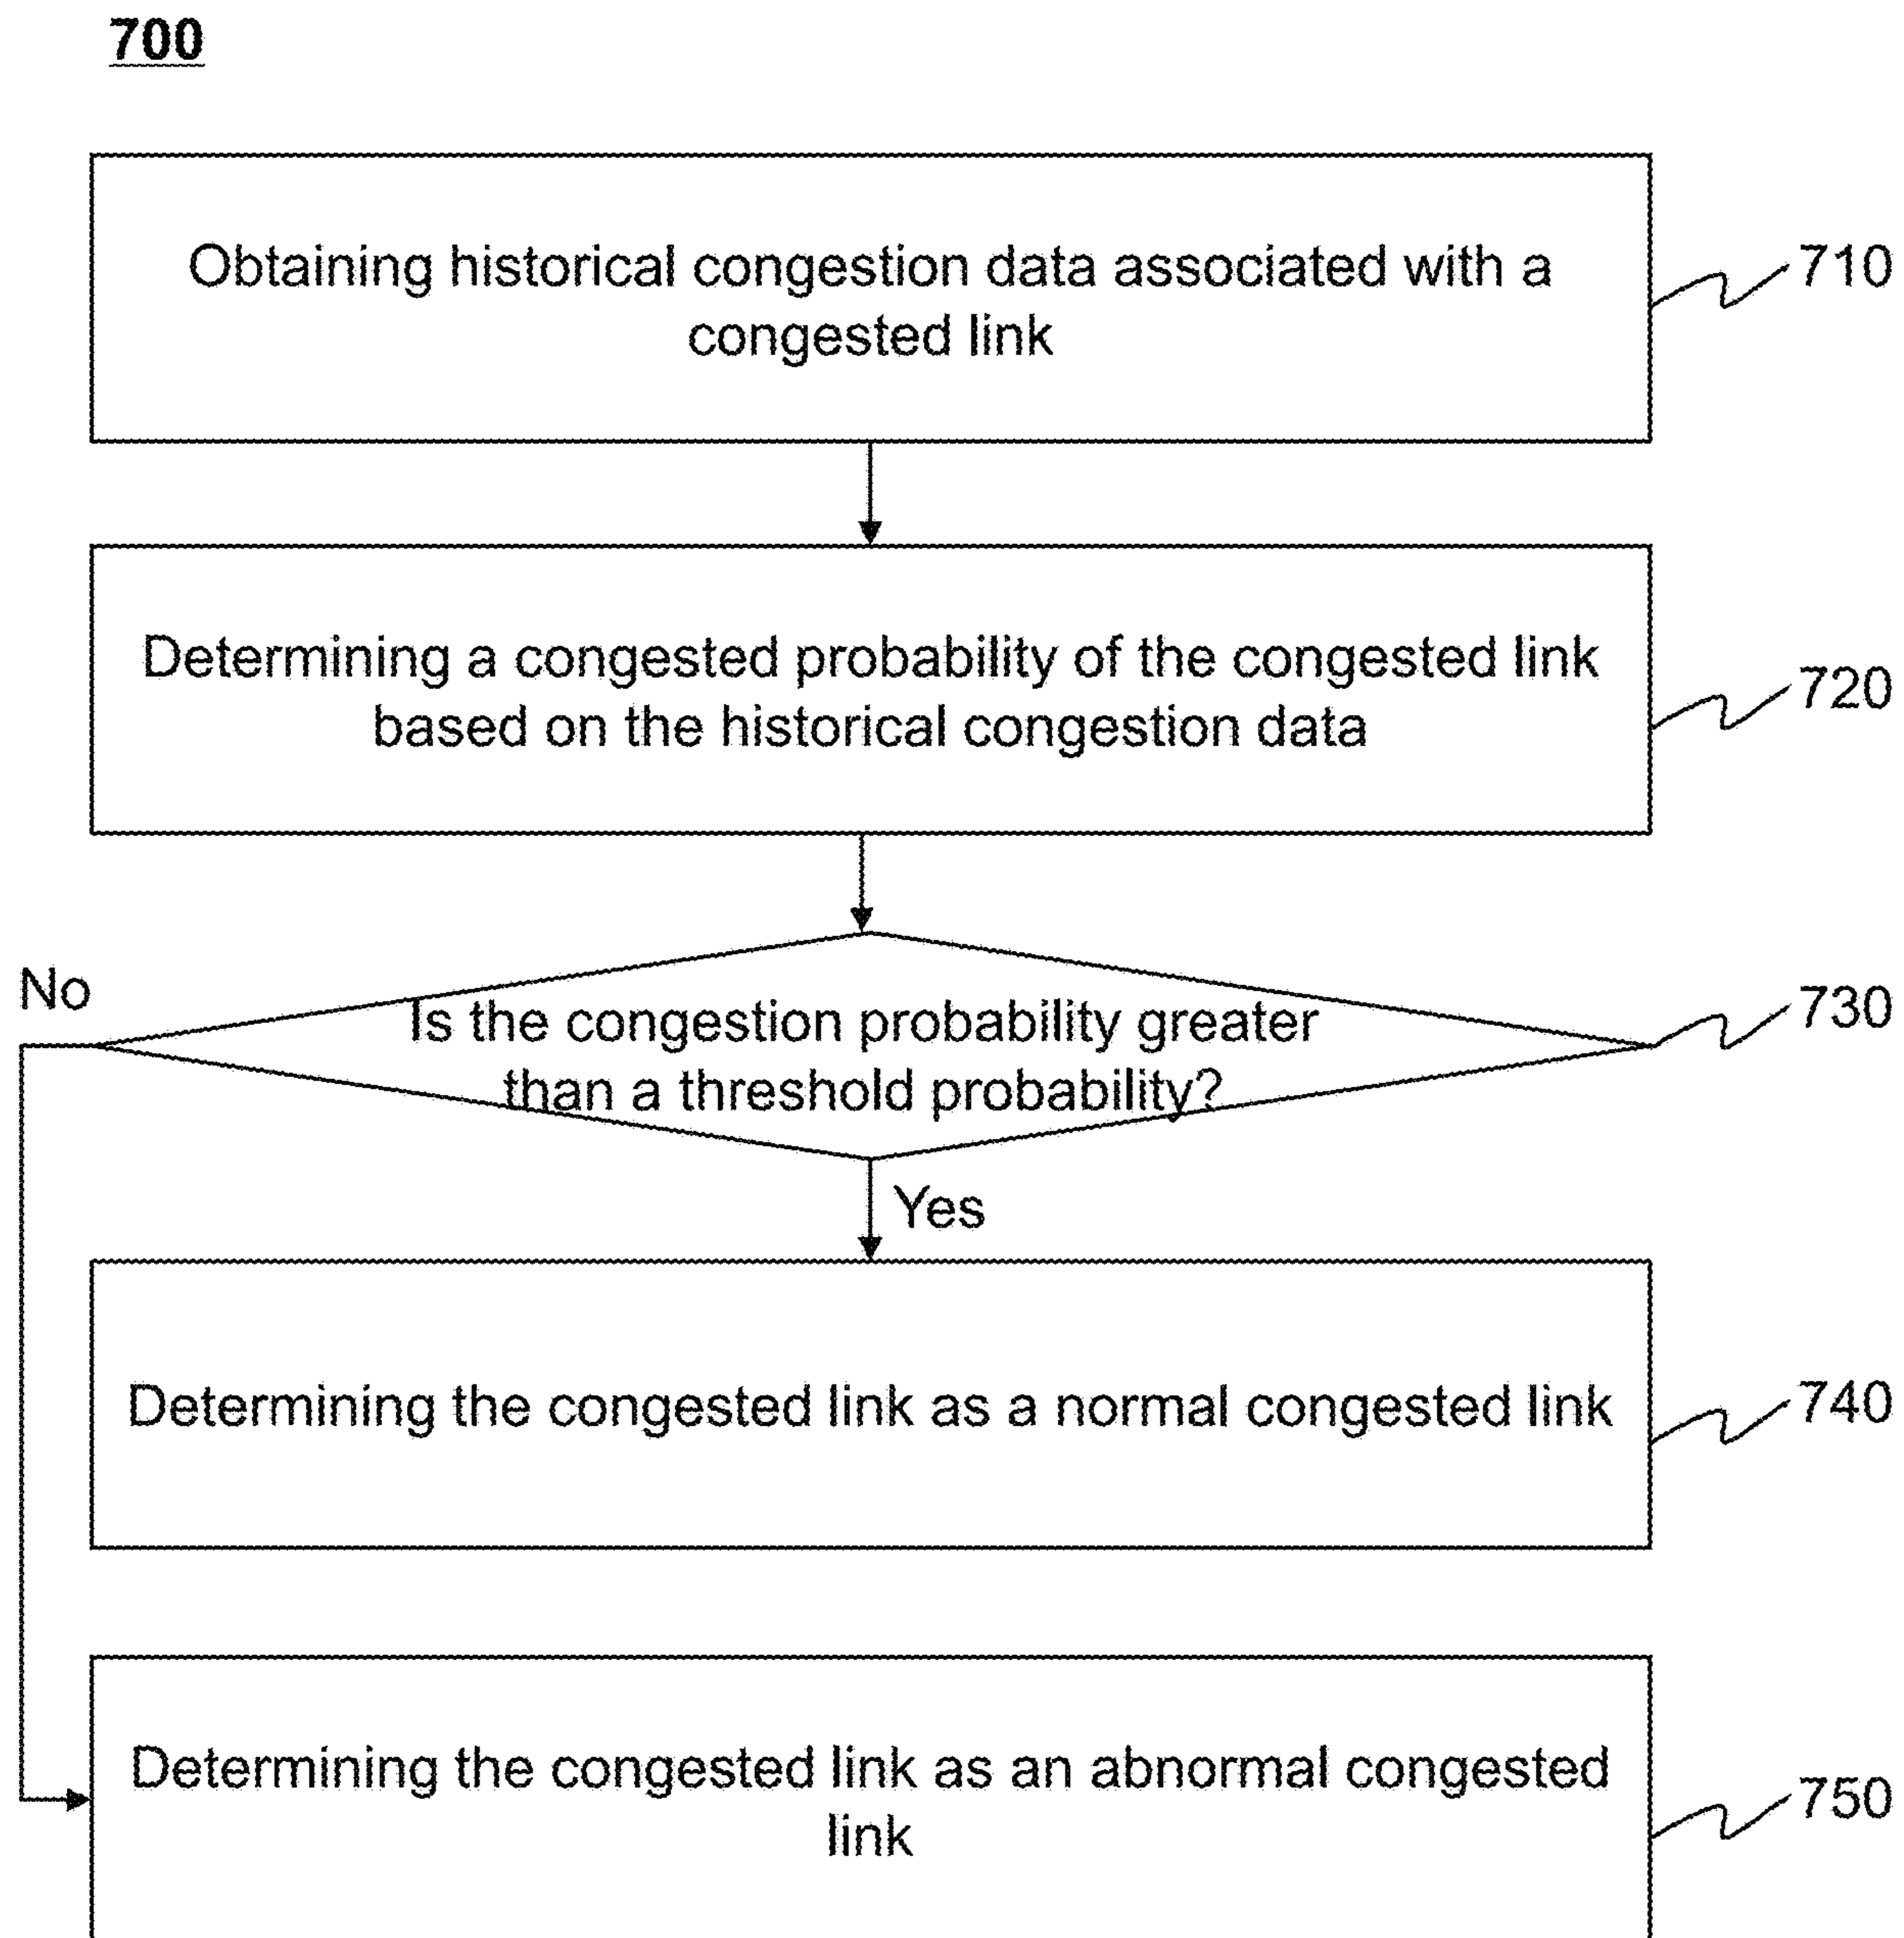 700
Obtaining historical congestion data associated with a
congested link
710
Determining a congested probability of the congested link
based on the historical congestion data
720
No
Is the congestion probability greater
than a threshold probability?
730
Yes
Determining the congested link as a normal congested link
740
Determining the congested link as an abnormal congested
link
750